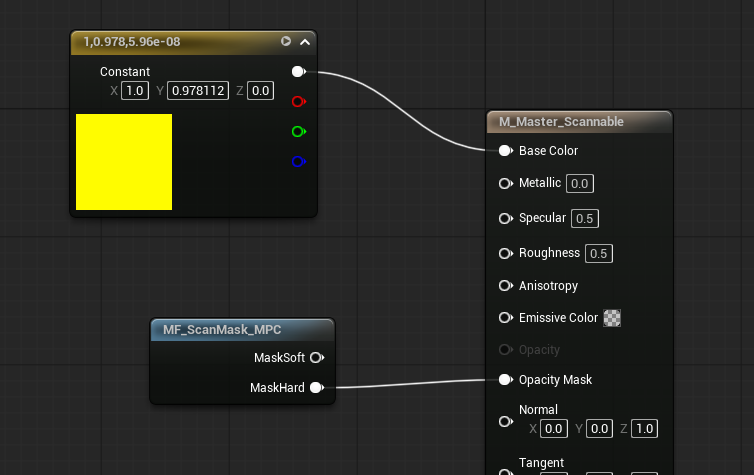 1,0.978,5.96e-08
Constant
X 1.0 Y 0.978112 Z 0.0
M_Master_Scannable
Base Color
Metallic 0.0
Specular 0.5
Roughness 0.5
Anisotropy
Emissive Color
Opacity
Opacity Mask
Normal
X 0.0 Y 0.0 Z 1.0
Tangent
MF_ScanMask_MPC
MaskSoft
MaskHard